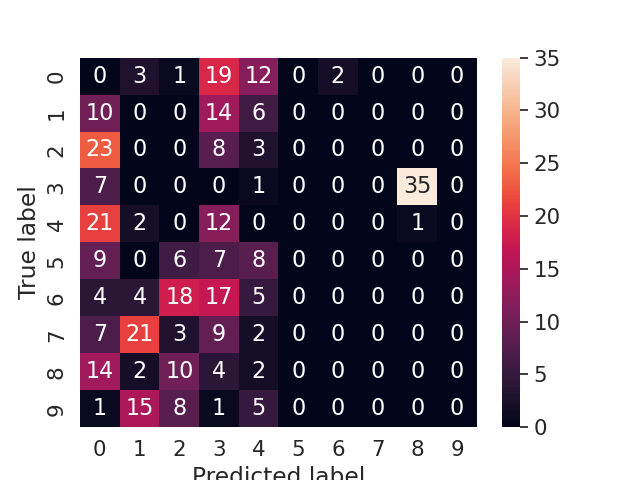 0 0 3 1 19 12 0 2 0 0 0
1 10 0 0 14 6 0 0 0 0 0
2 23 0 0 8 3 0 0 0 0 0
3 7 0 0 0 1 0 0 0 35 0
4 21 2 0 12 0 0 0 0 1 0
5 9 0 6 7 8 0 0 0 0 0
6 4 4 18 17 5 0 0 0 0 0
7 7 21 3 9 2 0 0 0 0 0
8 14 2 10 4 2 0 0 0 0 0
9 1 15 8 1 5 0 0 0 0 0
0 1 2 3 4 5 6 7 8 9
True label
Predicted label
35
30
25
20
15
10
5
0